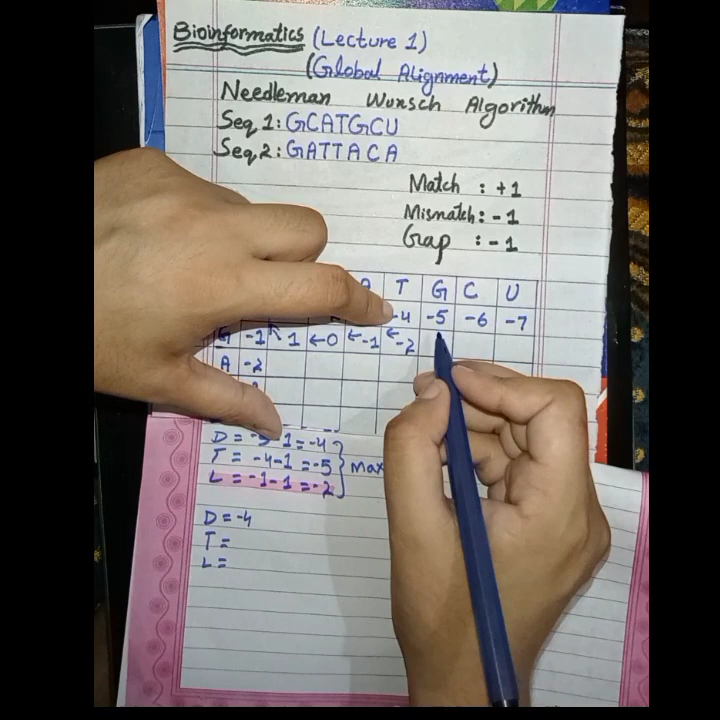 Bioinformatics (Lecture 1)
(Global Alignment)
Needleman Wunsch Algorithm
Seq 1: GCATGCU
Seq 2: GATTACA
Match : +1
Mismatch : -1
Gap : -1
T G C U
-4 -5 -6 -7
G -1 ↖1 ←0 ←-1 ←-2
A -2
D = -3-1 = -4
T = -4-1 = -5 } Max
L = -1-1 = -2
D = -4
T =
L =